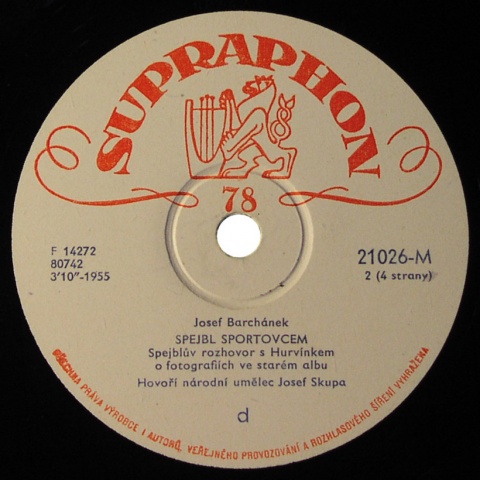 SUPRAPHON
78
F 14272
80742
3'10"-1955
21026-M
2 (4 strany)
Josef Barchánek
SPEJBL SPORTOVCEM
Spejblův rozhovor s Hurvínkem
o fotografiích ve starém albu
Hovoří národní umělec Josef Skupa
d
VŠECHNA PRÁVA VÝROBCE I AUTORŮ VEŘEJNÉHO PROVOZOVÁNÍ A ROZHLASOVÉHO ŠÍŘENÍ VYHRAŽENA